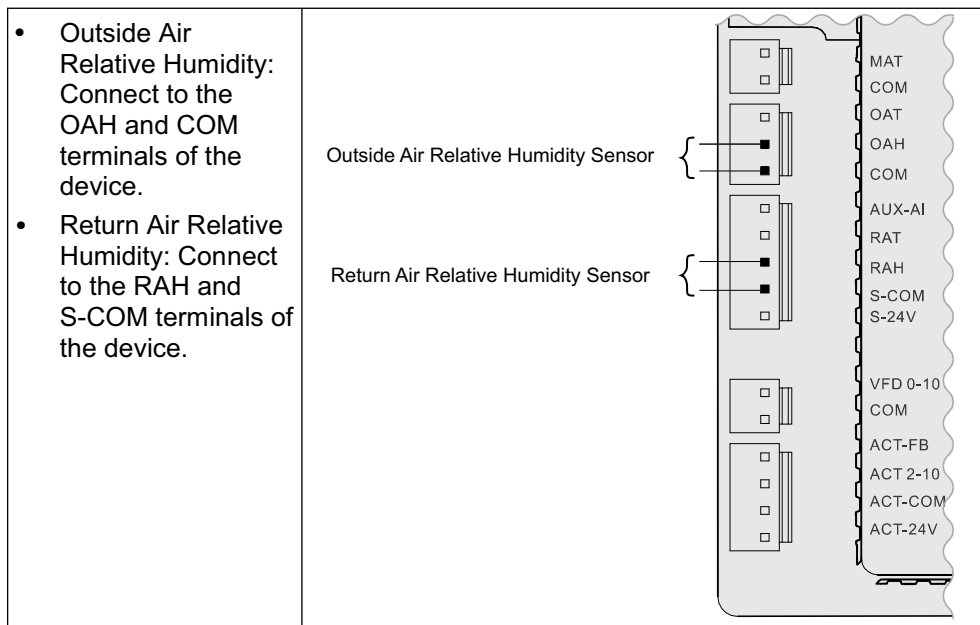 • Outside Air
Relative Humidity:
Connect to the
OAH and COM
terminals of the
device.
• Return Air Relative
Humidity: Connect
to the RAH and
S-COM terminals of
the device.
Outside Air Relative Humidity Sensor
Return Air Relative Humidity Sensor
MAT
COM
OAT
OAH
COM
AUX-AI
RAT
RAH
S-COM
S-24V
VFD 0-10
COM
ACT-FB
ACT 2-10
ACT-COM
ACT-24V